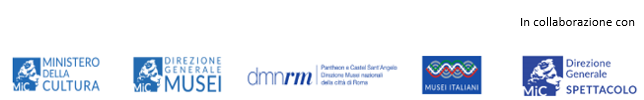 In collaborazione con
MiC MINISTERO
DELLA
CULTURA
MiC DIREZIONE
GENERALE
MUSEI
dmnrm Pantheon e Castel Sant'Angelo
Direzione Musei nazionali
della città di Roma
MUSEI ITALIANI
MiC Direzione
Generale
SPETTACOLO